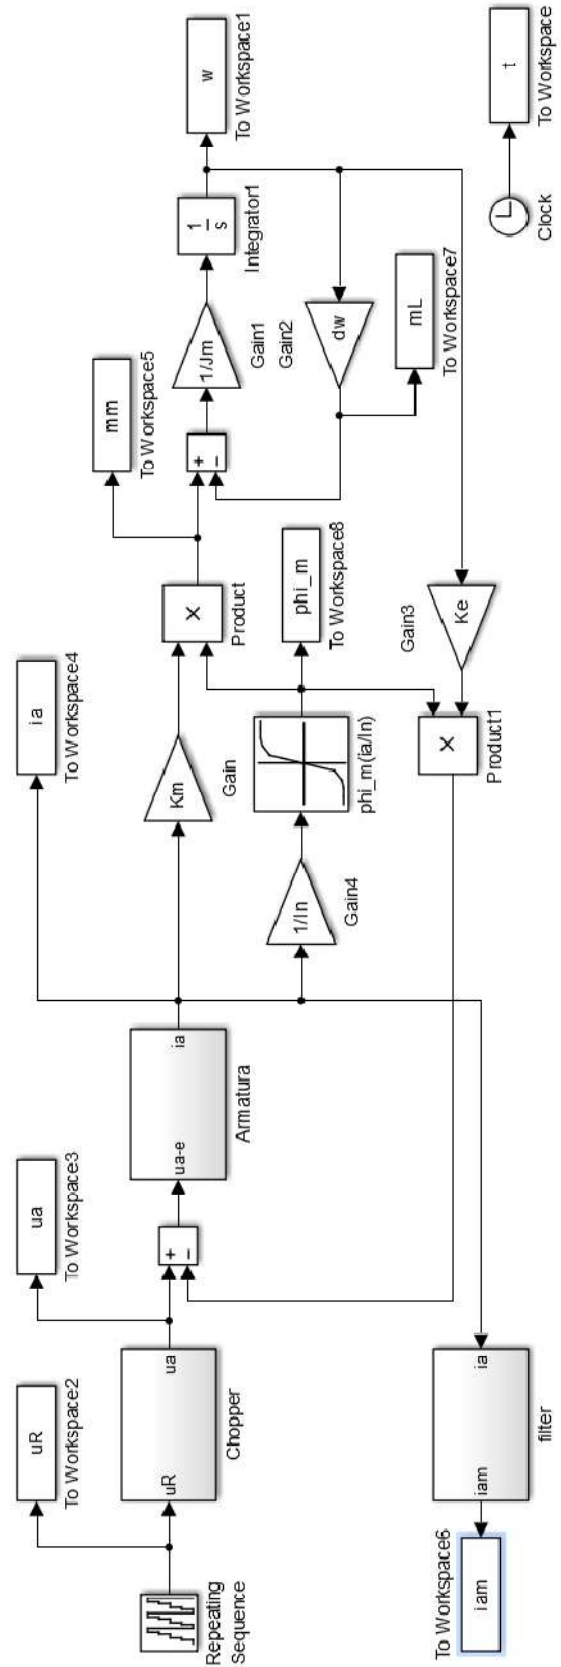 Repeating
Sequence
uR
To Workspace2
uR
ua
Chopper
ua
To Workspace3
+
−
ua-e
ia
Armatura
ia
To Workspace4
Km
Gain
1/In
Gain4
phi_m(ia/In)
phi_m
To Workspace8
×
Product
mm
To Workspace5
+
−
1/Jm
Gain1
1
s
Integrator1
w
To Workspace1
Gain2
dw
mL
To Workspace7
Gain3
Ke
×
Product1
Clock
t
To Workspace
ia
iam
filter
To Workspace6
iam